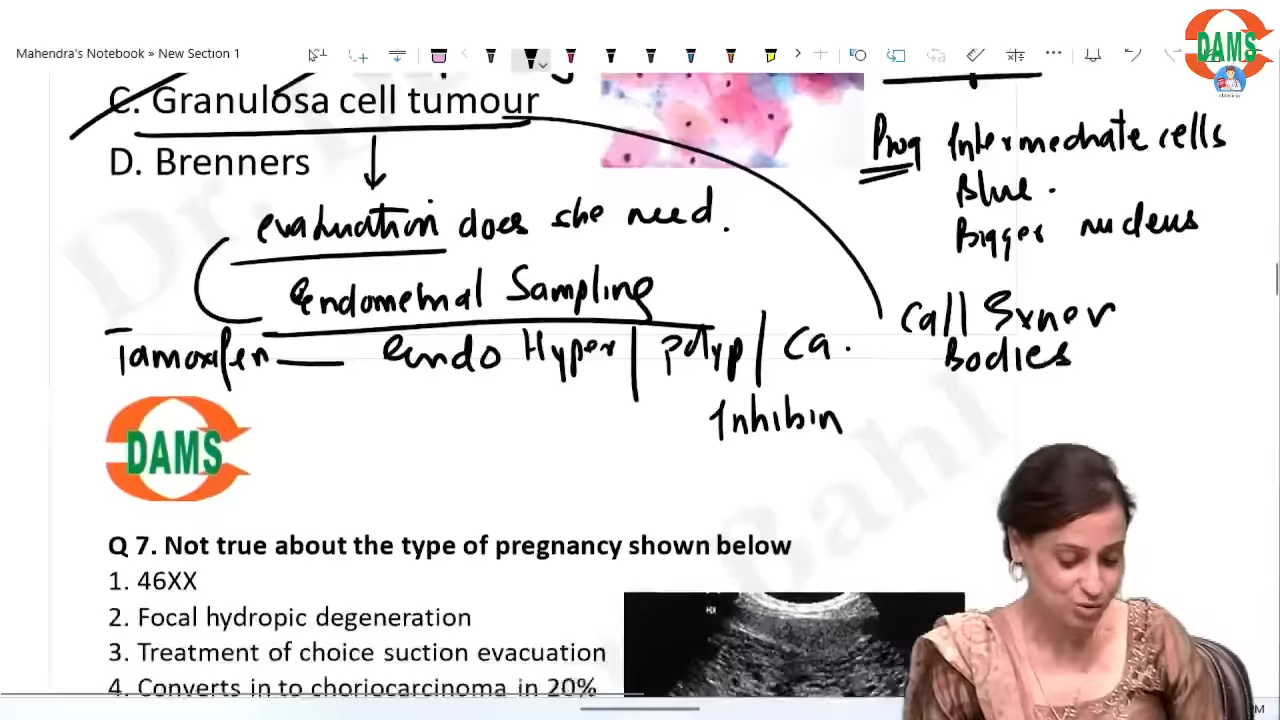 Mahendra's Notebook » New Section 1
DAMS
C. Granulosa cell tumour
D. Brenners
evaluation does she need.
Endometrial Sampling
Tamoxifen — Endo Hyper | Polyp | Ca.
Inhibin
Prog Intermediate cells
Blue.
Bigger nucleus
Call Exner
Bodies
DAMS
Q 7. Not true about the type of pregnancy shown below
1. 46XX
2. Focal hydropic degeneration
3. Treatment of choice suction evacuation
4. Converts in to choriocarcinoma in 20%